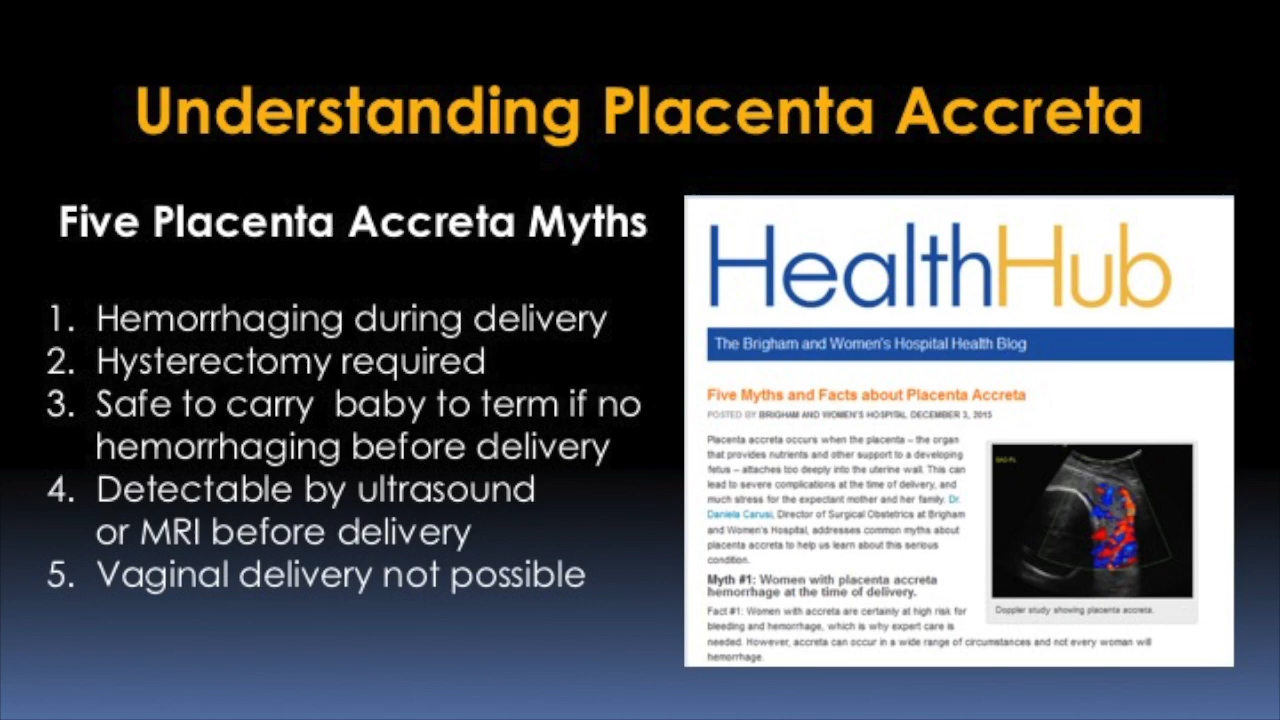 Understanding Placenta Accreta
Five Placenta Accreta Myths
1. Hemorrhaging during delivery
2. Hysterectomy required
3. Safe to carry baby to term if no
hemorrhaging before delivery
4. Detectable by ultrasound
or MRI before delivery
5. Vaginal delivery not possible
HealthHub
The Brigham and Women's Hospital Health Blog
Five Myths and Facts about Placenta Accreta
POSTED BY BRIGHAM AND WOMEN'S HOSPITAL DECEMBER 3, 2015
Placenta accreta occurs when the placenta – the organ
that provides nutrients and other support to a developing
fetus – attaches too deeply into the uterine wall. This can
lead to severe complications at the time of delivery, and
much stress for the expectant mother and her family. Dr.
Daniela Carusi, Director of Surgical Obstetrics at Brigham
and Women's Hospital, addresses common myths about
placenta accreta to help us learn about this serious
condition.
Doppler study showing placenta accreta.
Myth #1: Women with placenta accreta
hemorrhage at the time of delivery.
Fact #1: Women with accreta are certainly at high risk for
bleeding and hemorrhage, which is why expert care is
needed. However, accreta can occur in a wide range of circumstances and not every woman will
hemorrhage.